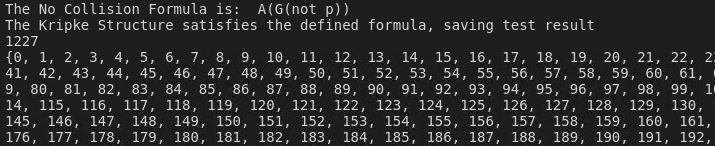 The No Collision Formula is:  A(G(not p))
The Kripke Structure satisfies the defined formula, saving test result
1227
{0, 1, 2, 3, 4, 5, 6, 7, 8, 9, 10, 11, 12, 13, 14, 15, 16, 17, 18, 19, 20, 21, 22,
41, 42, 43, 44, 45, 46, 47, 48, 49, 50, 51, 52, 53, 54, 55, 56, 57, 58, 59, 60, 61,
9, 80, 81, 82, 83, 84, 85, 86, 87, 88, 89, 90, 91, 92, 93, 94, 95, 96, 97, 98, 99,
14, 115, 116, 117, 118, 119, 120, 121, 122, 123, 124, 125, 126, 127, 128, 129, 130,
145, 146, 147, 148, 149, 150, 151, 152, 153, 154, 155, 156, 157, 158, 159, 160, 161,
176, 177, 178, 179, 180, 181, 182, 183, 184, 185, 186, 187, 188, 189, 190, 191, 192,